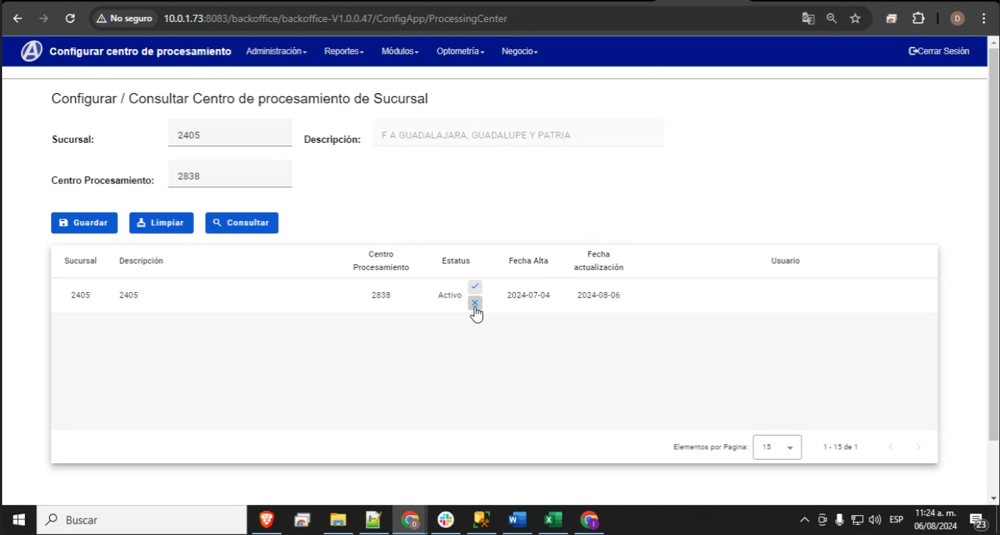 No seguro
10.0.1.73:8083/backoffice/backoffice-V1.0.0.47/ConfigApp/ProcessingCenter
D
A Configurar centro de procesamiento Administración Reportes Módulos Optometría Negocio Cerrar Sesión
Configurar / Consultar Centro de procesamiento de Sucursal
Sucursal: 2405 Descripción: F A GUADALAJARA, GUADALUPE Y PATRIA
Centro Procesamiento: 2838
Guardar Limpiar Consultar
Sucursal Descripción Centro Procesamiento Estatus Fecha Alta Fecha actualización Usuario
2405 2405 2838 Activo 2024-07-04 2024-08-06
Elementos por Pagina: 15 1 - 15 de 1
Buscar
ESP
11:24 a. m.
06/08/2024
23